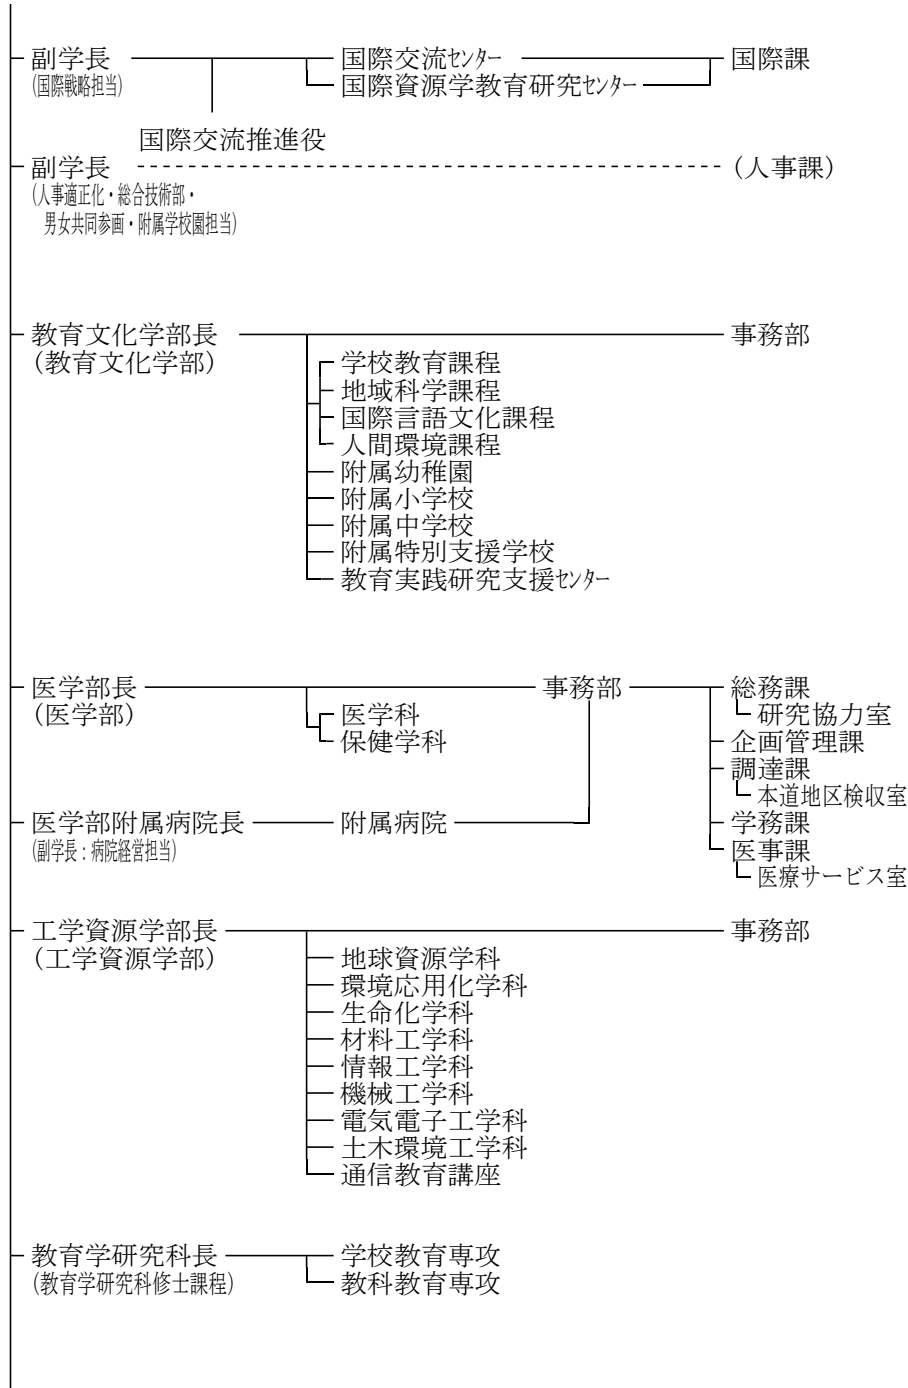 副学長 国際交流センター 国際課
(国際戦略担当) 国際資源学教育研究センター
国際交流推進役
副学長 (人事課)
(人事適正化・総合技術部・
男女共同参画・附属学校園担当)
教育文化学部長 事務部
(教育文化学部) 学校教育課程
地域科学課程
国際言語文化課程
人間環境課程
附属幼稚園
附属小学校
附属中学校
附属特別支援学校
教育実践研究支援センター
医学部長 事務部 総務課
(医学部) 医学科 研究協力室
保健学科 企画管理課
調達課
本道地区検収室
医学部附属病院長 附属病院 学務課
(副学長:病院経営担当) 医事課
医療サービス室
工学資源学部長 事務部
(工学資源学部) 地球資源学科
環境応用化学科
生命化学科
材料工学科
情報工学科
機械工学科
電気電子工学科
土木環境工学科
通信教育講座
教育学研究科長 学校教育専攻
(教育学研究科修士課程) 教科教育専攻